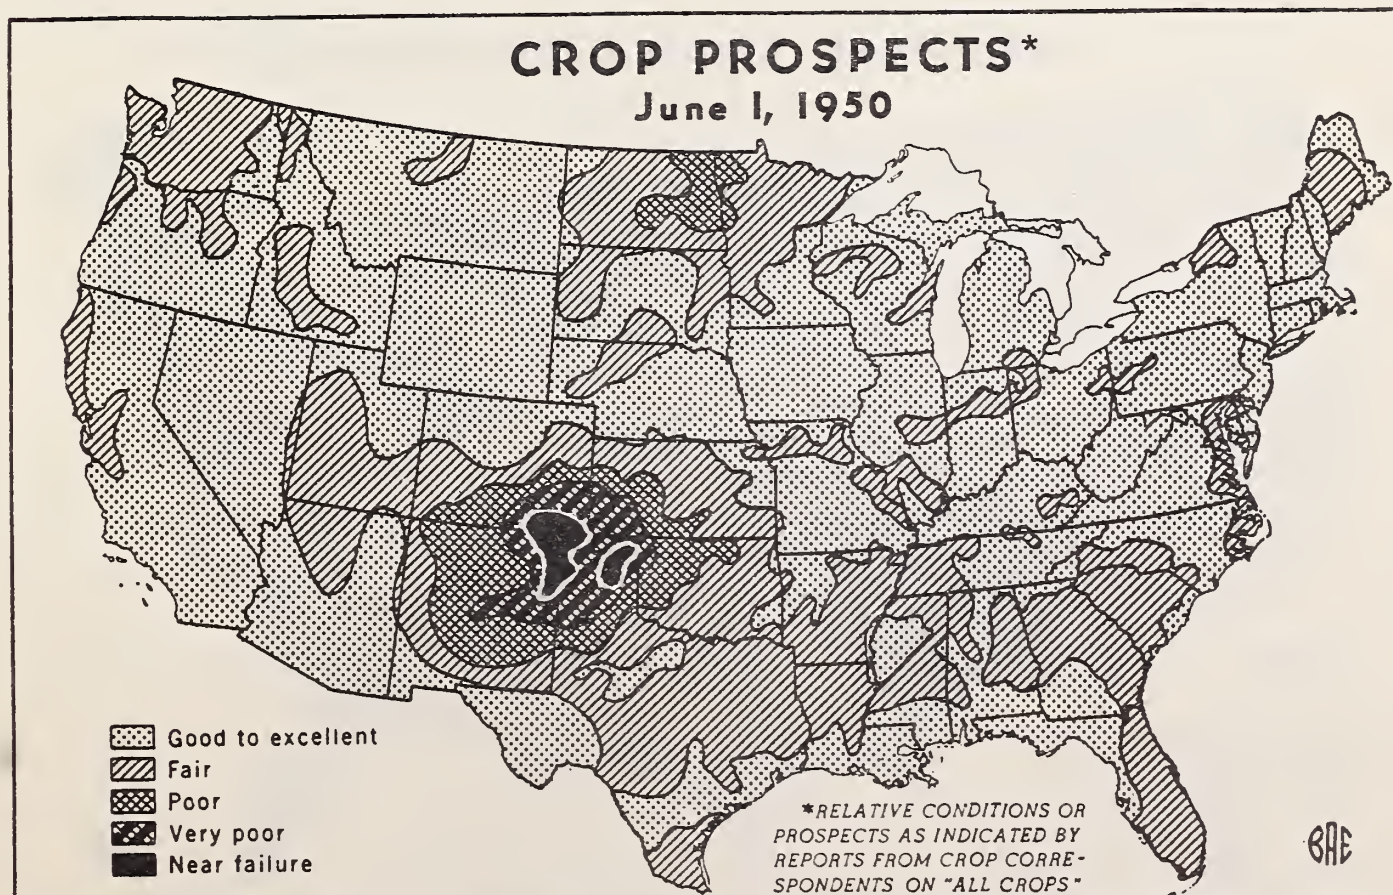 CROP PROSPECTS*
June 1, 1950
Good to excellent
Fair
Poor
Very poor
Near failure
*RELATIVE CONDITIONS OR
PROSPECTS AS INDICATED BY
REPORTS FROM CROP CORRE-
SPONDENTS ON "ALL CROPS"
BAE